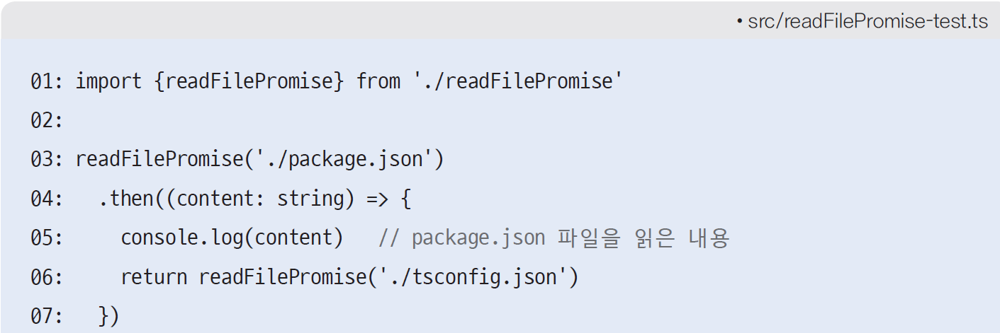 • src/readFilePromise-test.ts
01: import {readFilePromise} from './readFilePromise'
02:
03: readFilePromise('./package.json')
04:   .then((content: string) => {
05:     console.log(content)   // package.json 파일을 읽은 내용
06:     return readFilePromise('./tsconfig.json')
07:   })